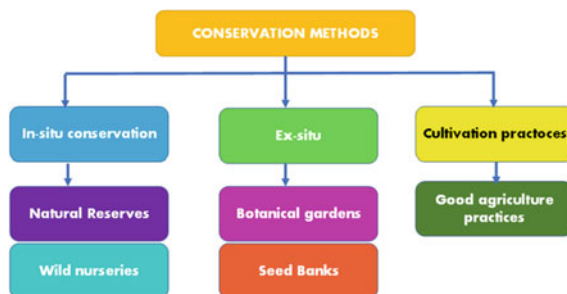 CONSERVATION METHODS
In-situ conservation
Ex-situ
Cultivation practoces
Natural Reserves
Botanical gardens
Good agriculture
practices
Wild nurseries
Seed Banks